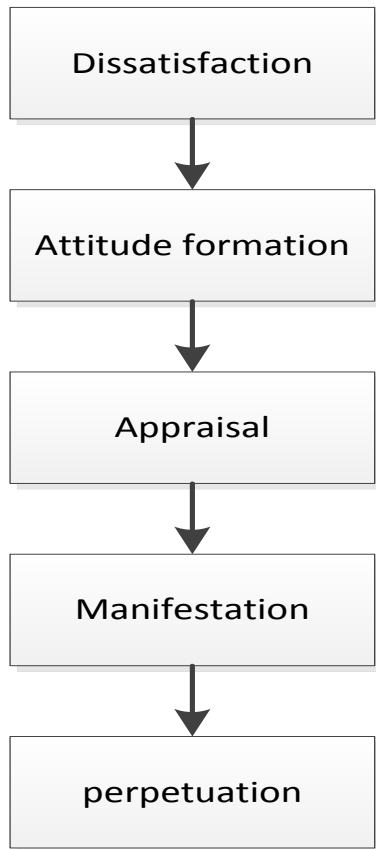 Dissatisfaction
Attitude formation
Appraisal
Manifestation
perpetuation